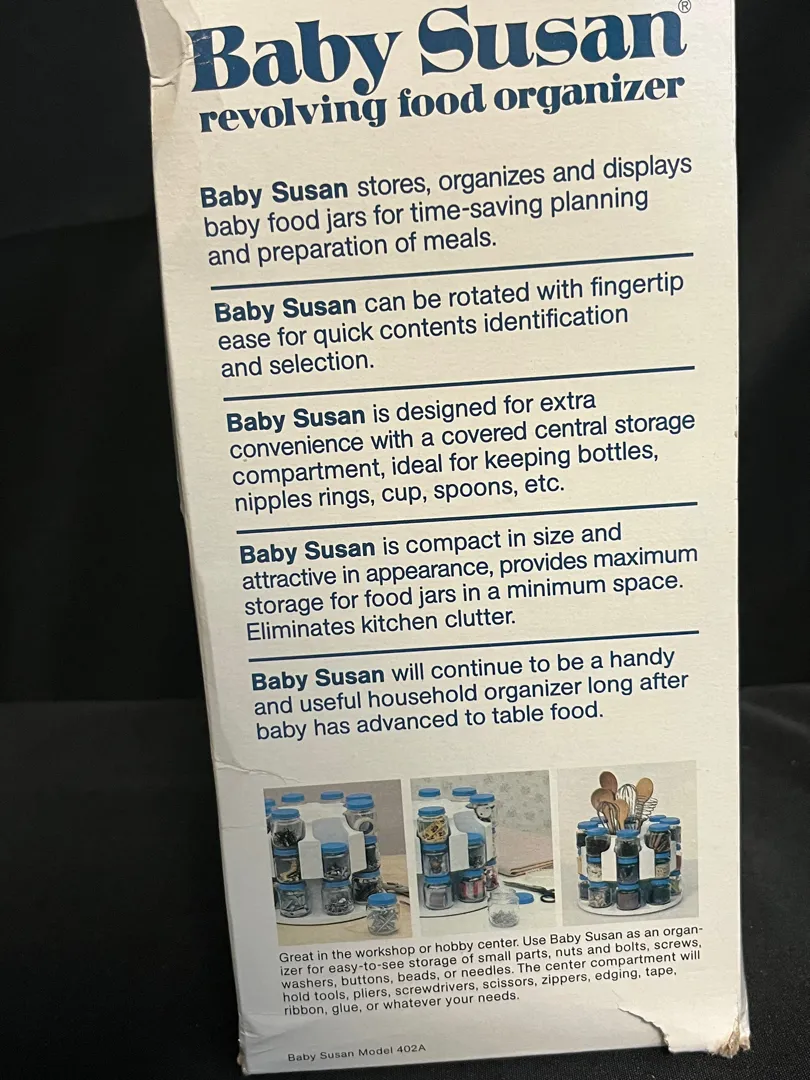 Baby Susan®
revolving food organizer
Baby Susan stores, organizes and displays
baby food jars for time-saving planning
and preparation of meals.
Baby Susan can be rotated with fingertip
ease for quick contents identification
and selection.
Baby Susan is designed for extra
convenience with a covered central storage
compartment, ideal for keeping bottles,
nipples rings, cup, spoons, etc.
Baby Susan is compact in size and
attractive in appearance, provides maximum
storage for food jars in a minimum space.
Eliminates kitchen clutter.
Baby Susan will continue to be a handy
and useful household organizer long after
baby has advanced to table food.
Great in the workshop or hobby center. Use Baby Susan as an organ-
izer for easy-to-see storage of small parts, nuts and bolts, screws,
washers, buttons, beads, or needles. The center compartment will
hold tools, pliers, screwdrivers, scissors, zippers, edging, tape,
ribbon, glue, or whatever your needs.
Baby Susan Model 402A